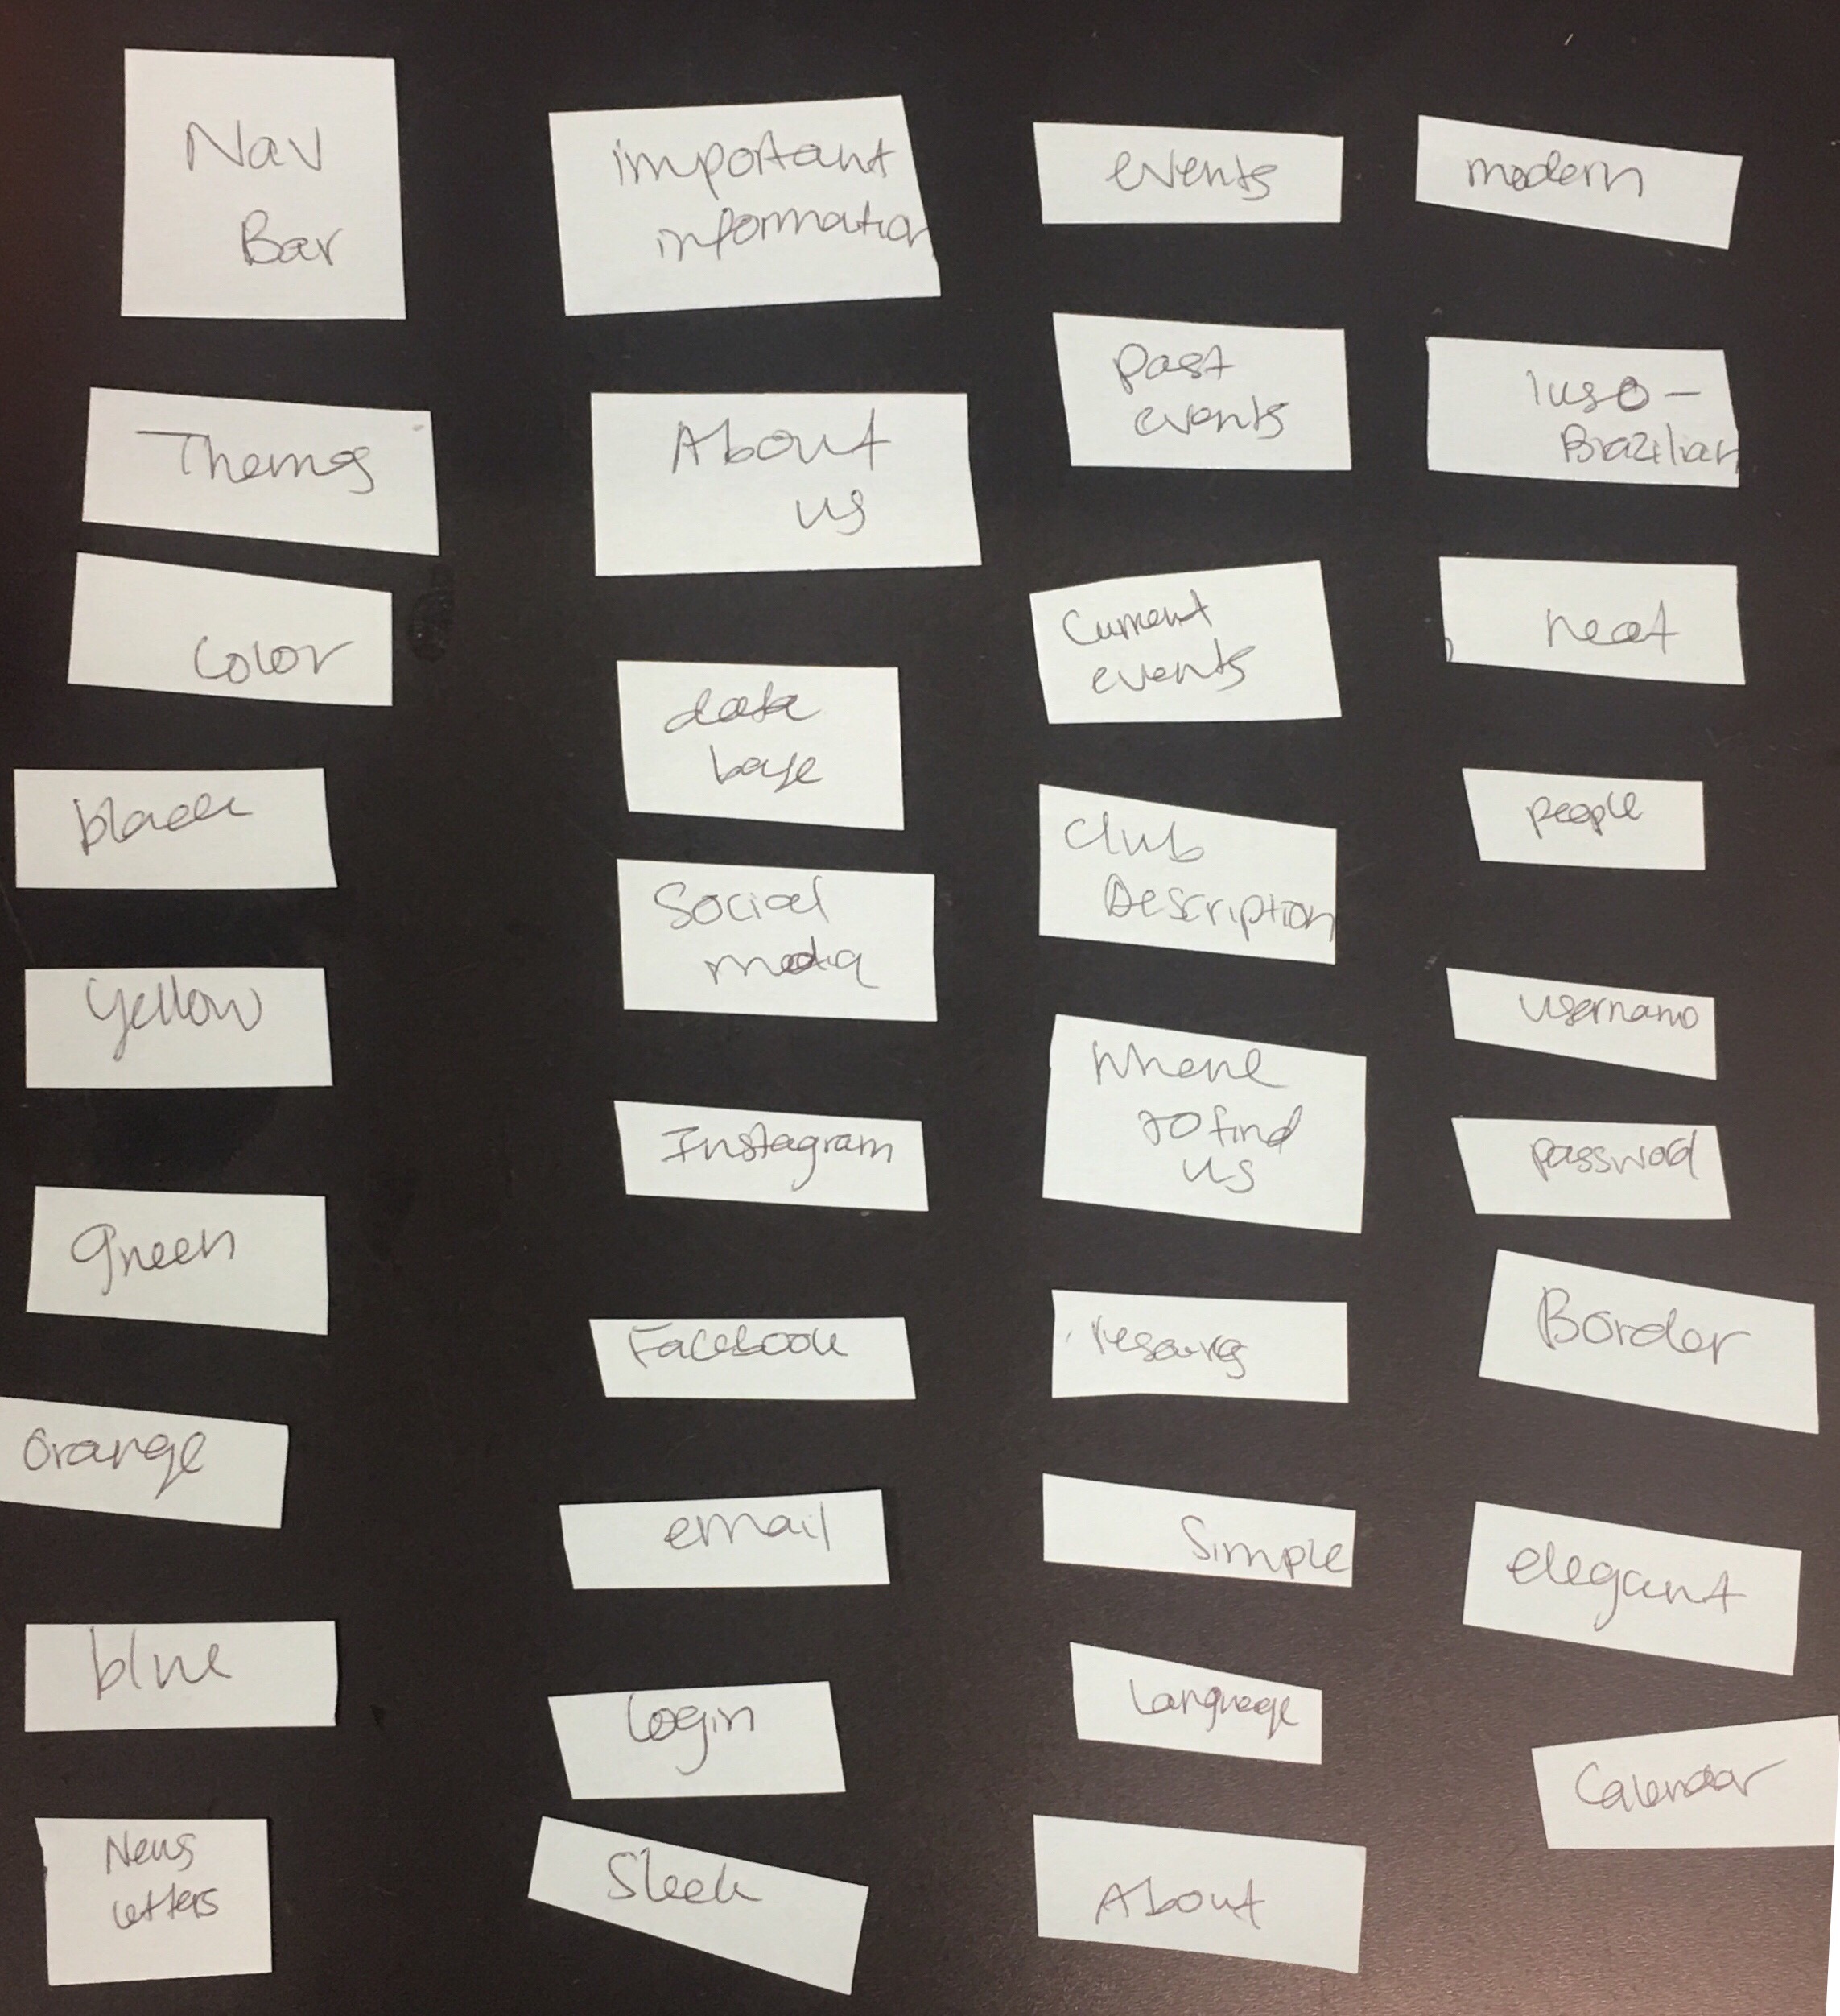 Nav
Bar
Themes
Color
black
yellow
green
orange
blue
News
letters
important
information
About
us
data
base
Social
media
Instagram
Facebook
email
login
Sleek
events
past
events
Current
events
Club
Description
Where
to find
us
Simple
Language
About
modern
luso-
Brazilian
neat
people
username
password
Border
elegant
Calendar